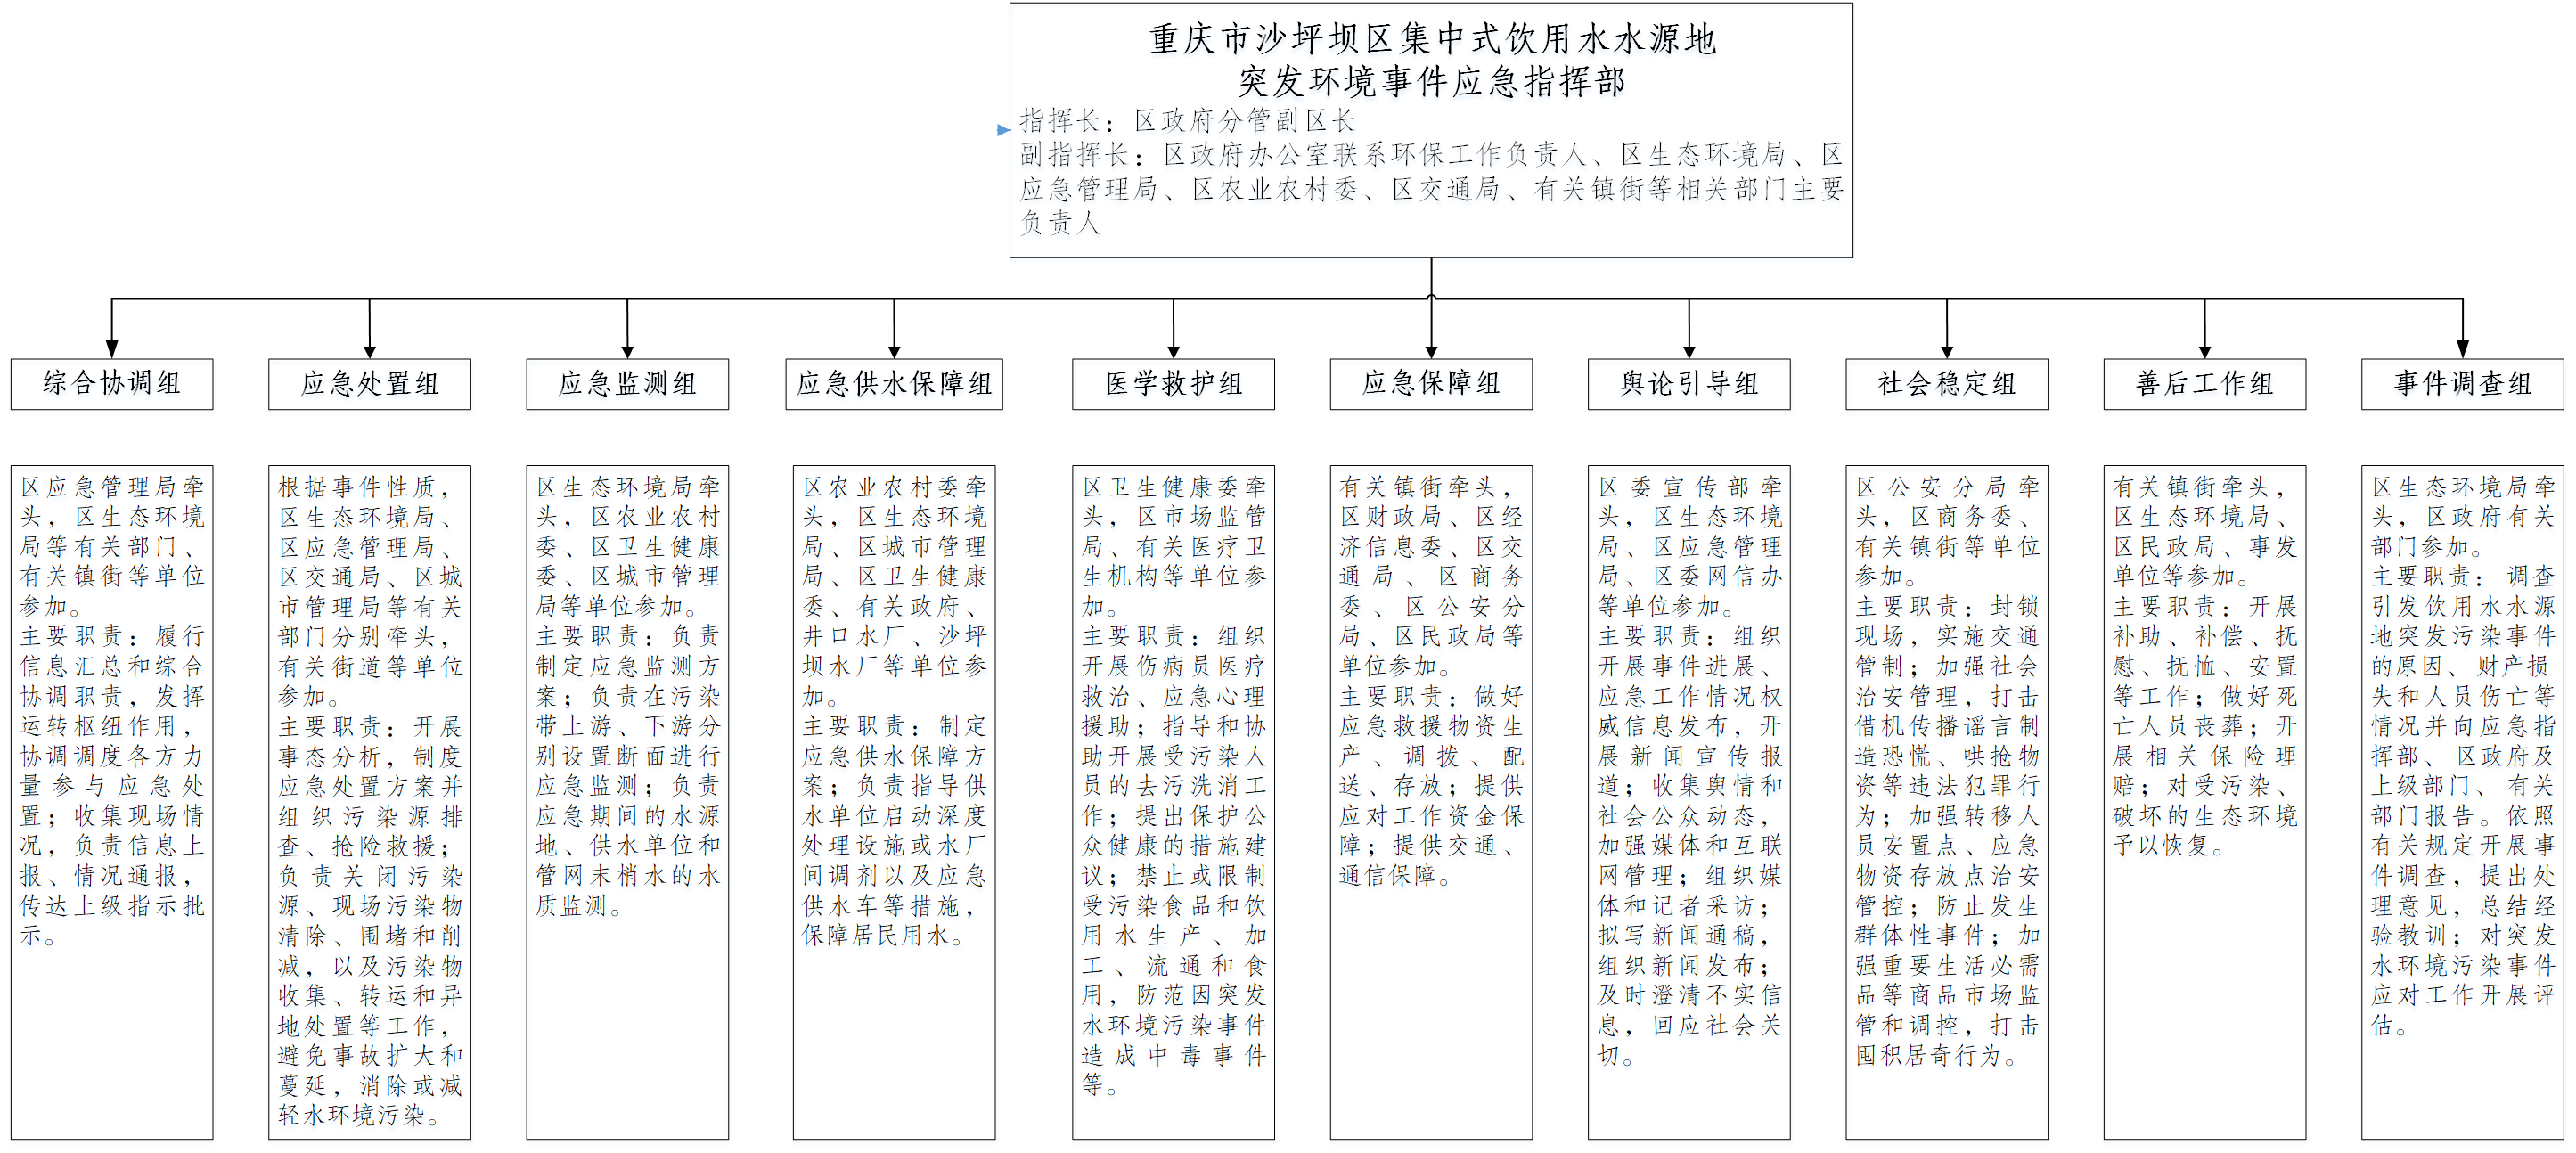 重庆市沙坪坝区集中式饮用水水源地
突发环境事件应急指挥部
指挥长：区政府分管副区长
副指挥长：区政府办公室联系环保工作负责人、区生态环境局、区
应急管理局、区农业农村委、区交通局、有关镇街等相关部门主要
负责人
综合协调组
应急处置组
应急监测组
应急供水保障组
医学救护组
应急保障组
舆论引导组
社会稳定组
善后工作组
事件调查组
区应急管理局牵
头，区生态环境
局等有关部门、
有关镇街等单位
参加。
主要职责：履行
信息汇总和综合
协调职责，发挥
运转枢纽作用，
协调调度各方力
量参与应急处
置；收集现场情
况，负责信息上
报、情况通报，
传达上级指示批
示。
根据事件性质，
区生态环境局、
区应急管理局、
区交通局、区城
市管理局等有关
部门分别牵头，
有关街道等单位
参加。
主要职责：开展
事态分析，制度
应急处置方案并
组织污染源排
查、抢险救援；
负责关闭污染
源、现场污染物
清除、围堵和削
减，以及污染物
收集、转运和异
地处置等工作，
避免事故扩大和
蔓延，消除或减
轻水环境污染。
区生态环境局牵
头，区农业农村
委、区卫生健康
委、区城市管理
局等单位参加。
主要职责：负责
制定应急监测方
案；负责在污染
带上游、下游分
别设置断面进行
应急监测；负责
应急期间的水源
地、供水单位和
管网末梢水的水
质监测。
区农业农村委牵
头，区生态环境
局、区城市管理
局、区卫生健康
委、有关政府、
井口水厂、沙坪
坝水厂等单位参
加。
主要职责：制定
应急供水保障方
案；负责指导供
水单位启动深度
处理设施或水厂
间调剂以及应急
供水车等措施，
保障居民用水。
区卫生健康委牵
头，区市场监管
局、有关医疗卫
生机构等单位参
加。
主要职责：组织
开展伤病员医疗
救治、应急心理
援助；指导和协
助开展受污染人
员的去污洗消工
作；提出保护公
众健康的措施建
议；禁止或限制
受污染食品和饮
用水生产、加
工、流通和食
用，防范因突发
水环境污染事件
造成中毒事件
等。
有关镇街牵头，
区财政局、区经
济信息委、区交
通局、区商务
委、区公安分
局、区民政局等
单位参加。
主要职责：做好
应急救援物资生
产、调拨、配
送、存放；提供
应对工作资金保
障；提供交通、
通信保障。
区委宣传部牵
头，区生态环境
局、区应急管理
局、区委网信办
等单位参加。
主要职责：组织
开展事件进展、
应急工作情况权
威信息发布，开
展新闻宣传报
道；收集舆情和
社会公众动态，
加强媒体和互联
网管理；组织媒
体和记者采访；
拟写新闻通稿，
组织新闻发布；
及时澄清不实信
息，回应社会关
切。
区公安分局牵
头，区商务委、
有关镇街等单位
参加。
主要职责：封锁
现场，实施交通
管制；加强社会
治安管理，打击
借机传播谣言制
造恐慌、哄抢物
资等违法犯罪行
为；加强转移人
员安置点、应急
物资存放点治安
管控；防止发生
群体性事件；加
强重要生活必需
品等商品市场监
管和调控，打击
囤积居奇行为。
有关镇街牵头，
区生态环境局、
区民政局、事发
单位等参加。
主要职责：开展
补助、补偿、抚
慰、抚恤、安置
等工作；做好死
亡人员丧葬；开
展相关保险理
赔；对受污染、
破坏的生态环境
予以恢复。
区生态环境局牵
头，区政府有关
部门参加。
主要职责：调查
引发饮用水水源
地突发污染事件
的原因、财产损
失和人员伤亡等
情况并向应急指
挥部、区政府及
上级部门、有关
部门报告。依照
有关规定开展事
件调查，提出处
理意见，总结经
验教训；对突发
水环境污染事件
应对工作开展评
估。